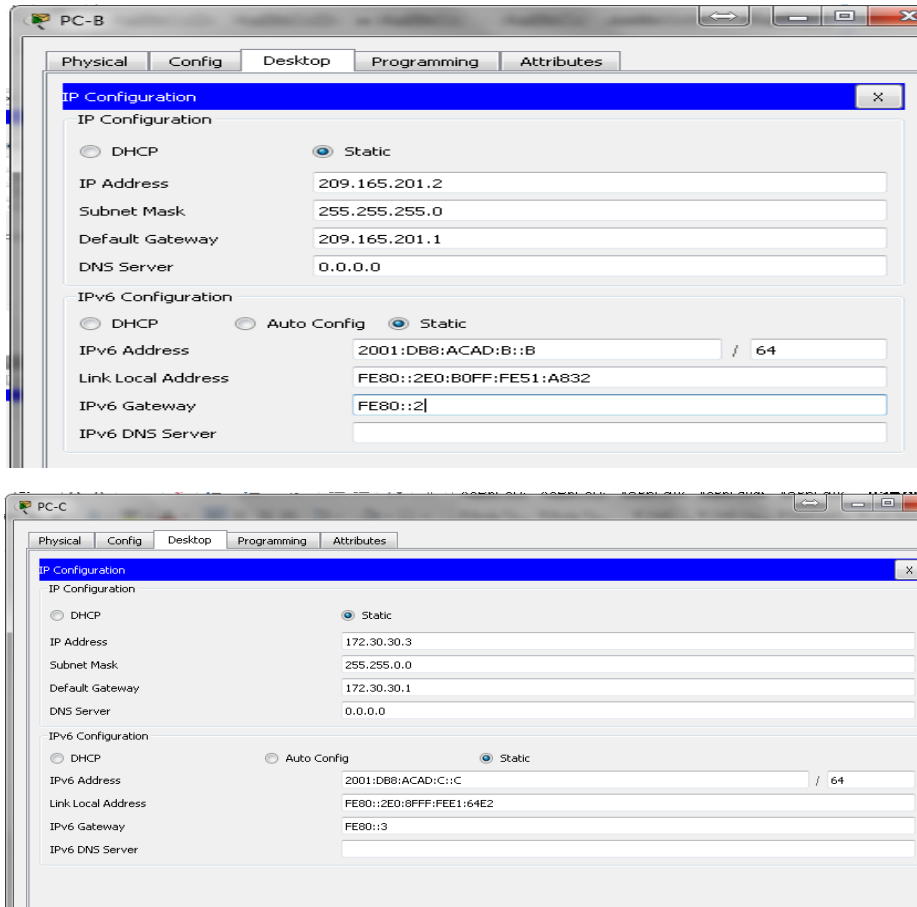 PC-B
Physical Config Desktop Programming Attributes
IP Configuration X
IP Configuration
DHCP Static
IP Address 209.165.201.2
Subnet Mask 255.255.255.0
Default Gateway 209.165.201.1
DNS Server 0.0.0.0
IPv6 Configuration
DHCP Auto Config Static
IPv6 Address 2001:DB8:ACAD:B::B / 64
Link Local Address FE80::2E0:B0FF:FE51:A832
IPv6 Gateway FE80::2
IPv6 DNS Server
PC-C
Physical Config Desktop Programming Attributes
IP Configuration X
IP Configuration
DHCP Static
IP Address 172.30.30.3
Subnet Mask 255.255.0.0
Default Gateway 172.30.30.1
DNS Server 0.0.0.0
IPv6 Configuration
DHCP Auto Config Static
IPv6 Address 2001:DB8:ACAD:C::C / 64
Link Local Address FE80::2E0:8FFF:FEE1:64E2
IPv6 Gateway FE80::3
IPv6 DNS Server